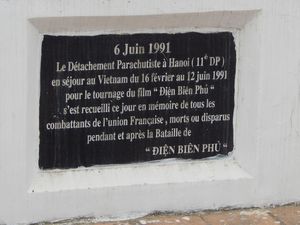 6 Juin 1991
Le Détachement Parachutiste à Hanoi ( 11è DP )
en séjour au Vietnam du 16 février au 12 juin 1991
pour le tournage du film “ Điện Biên Phủ “
s'est recueilli ce jour en mémoire de tous les
combattants de l'union Française , morts ou disparus
pendant et après la Bataille de
“ ĐIỆN BIÊN PHỦ “